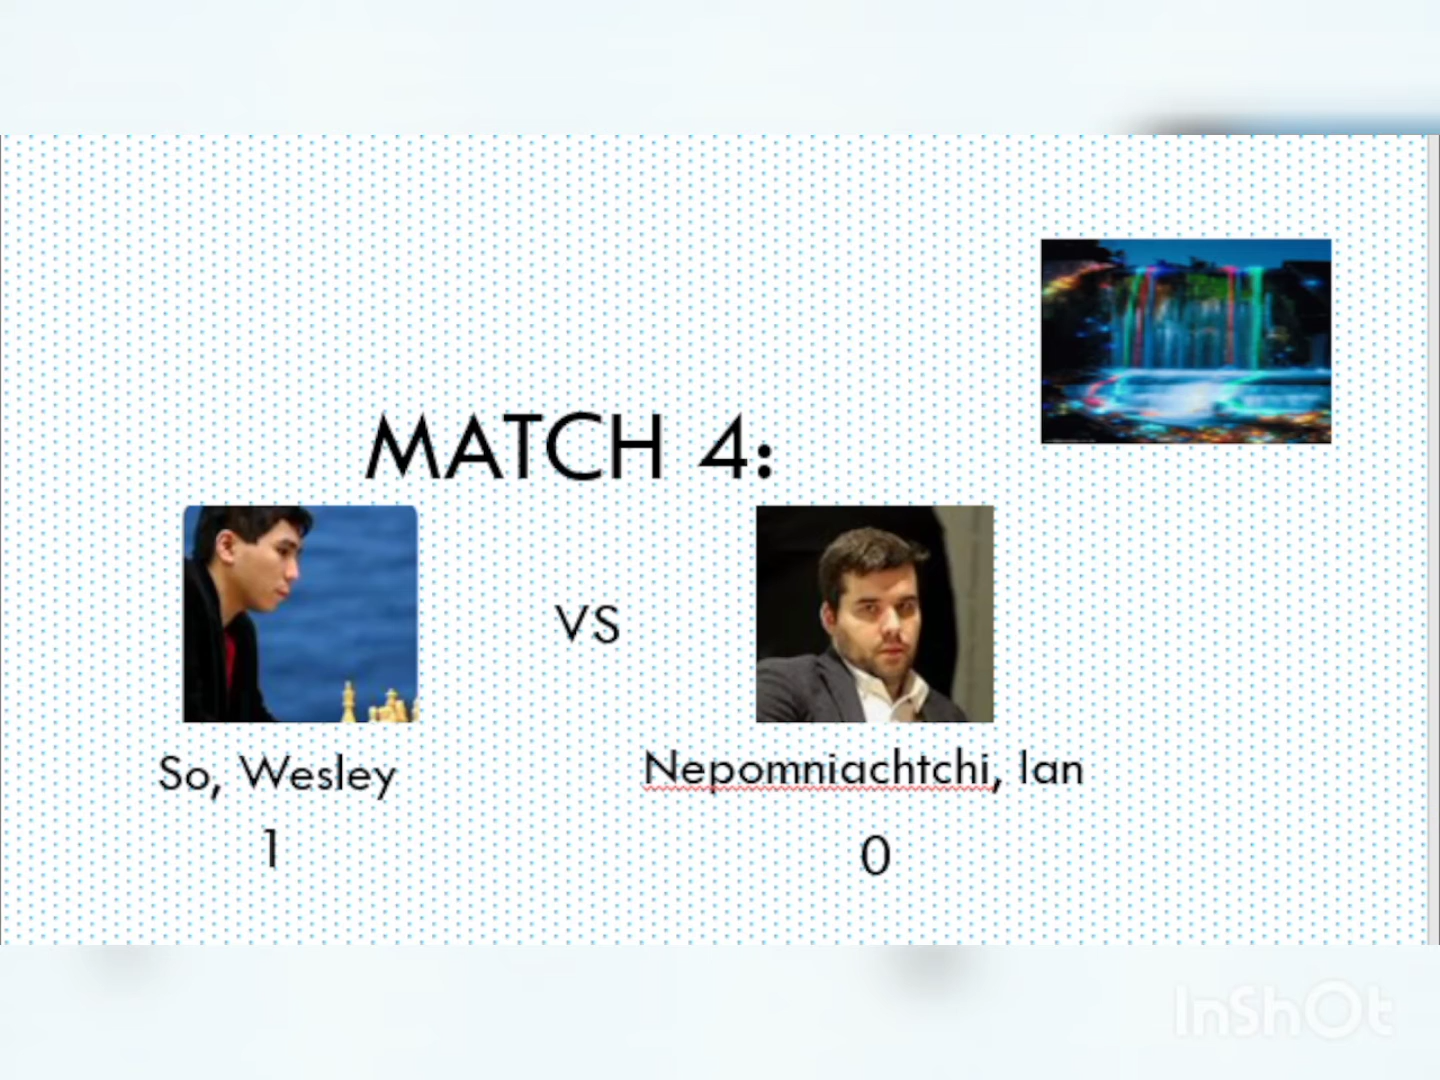 MATCH 4:
VS
So, Wesley
Nepomniachtchi, Ian
1
0
InShOt